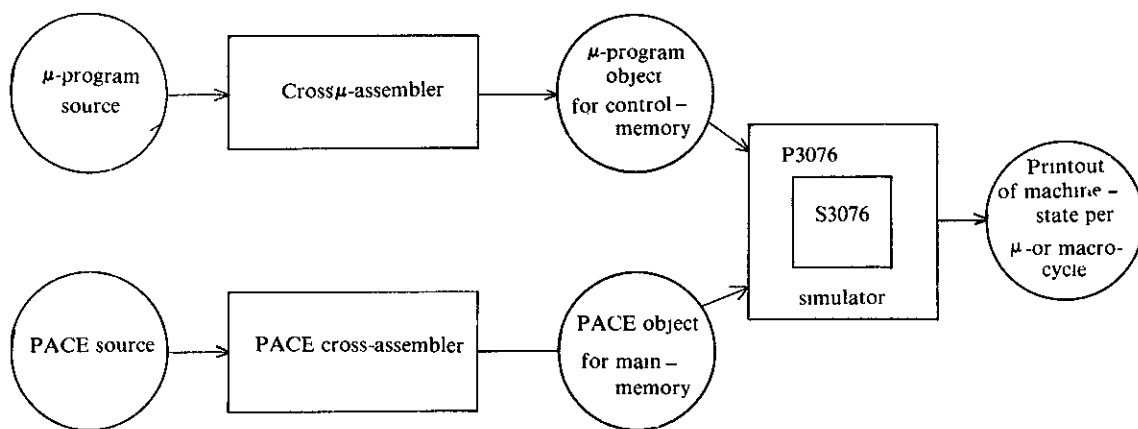 μ-program
source
Cross μ-assembler
μ-program
object
for control –
memory
P3076
S3076
simulator
Printout
of machine –
state per
μ-or macro-
cycle
PACE source
PACE cross-assembler
PACE object
for main –
memory